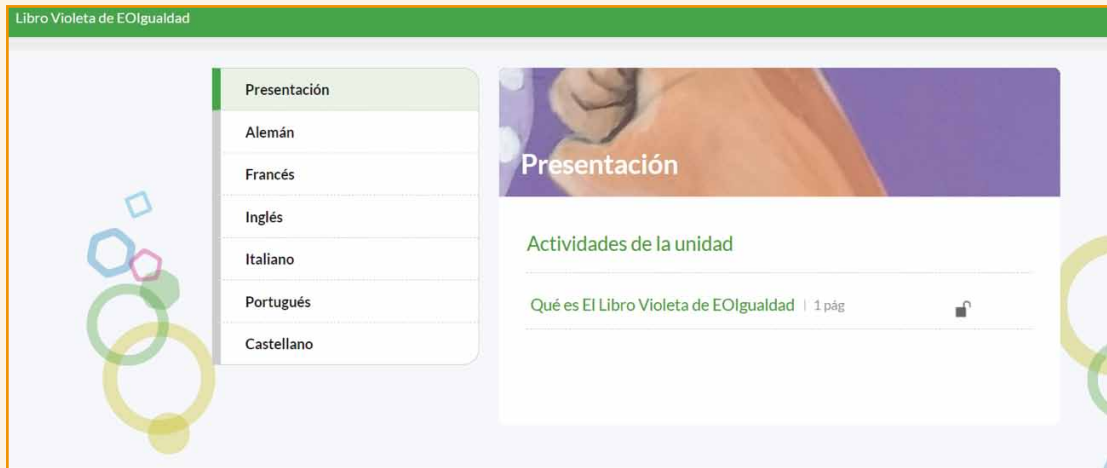 Libro Violeta de EOIgualdad
Presentación
Alemán
Francés
Inglés
Italiano
Portugués
Castellano
Presentación
Actividades de la unidad
Qué es El Libro Violeta de EOIgualdad | 1 pág